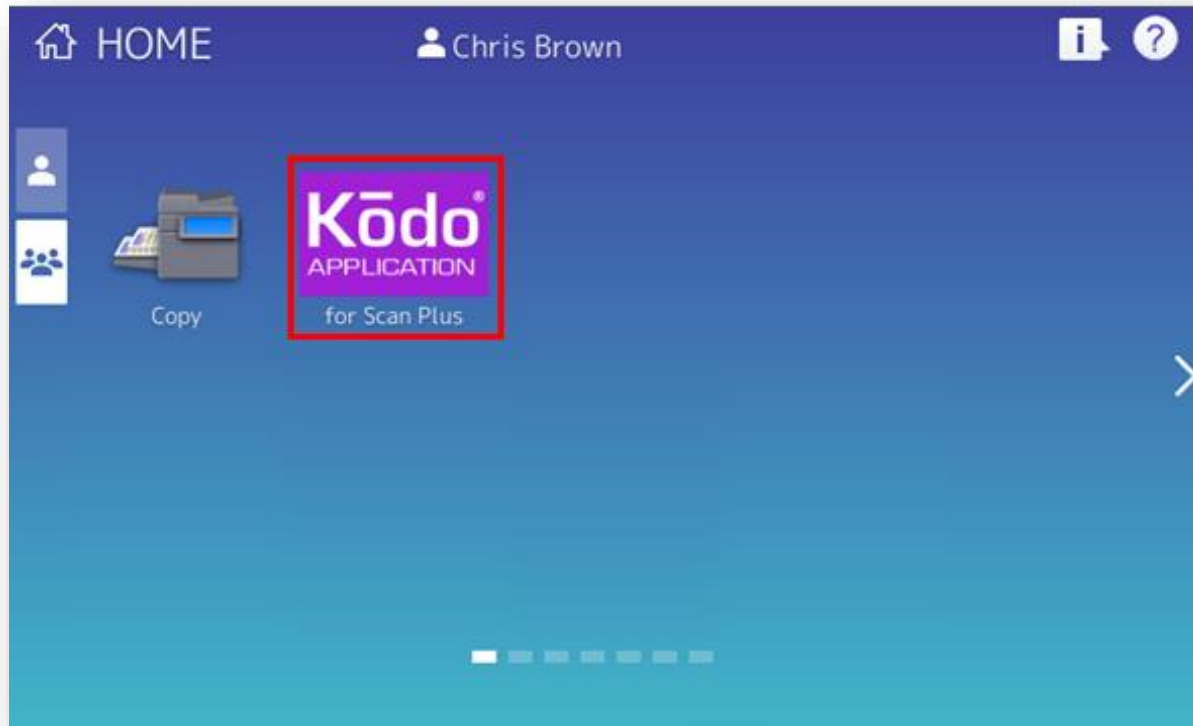 HOME
Chris Brown
i
?
Kōdo®
APPLICATION
Copy
for Scan Plus